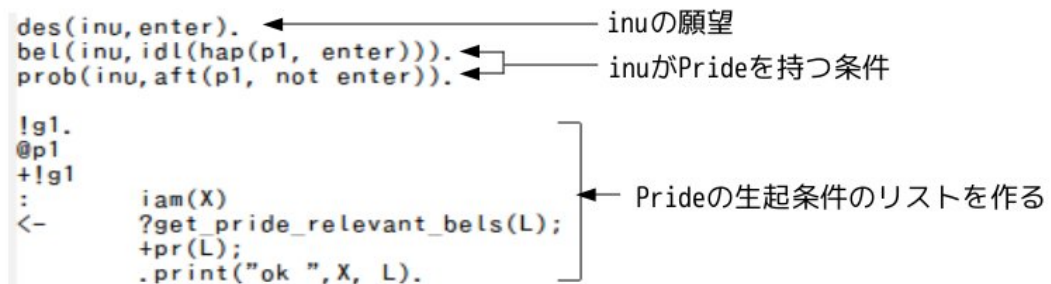 des(inu,enter).
inuの願望
bel(inu,idl(hap(p1, enter))).
prob(inu,aft(p1, not enter)).
inuがPrideを持つ条件
!g1.
@p1
+!g1
: iam(X)
<- ?get_pride_relevant_bels(L);
+pr(L);
.print("ok ",X, L).
Prideの生起条件のリストを作る